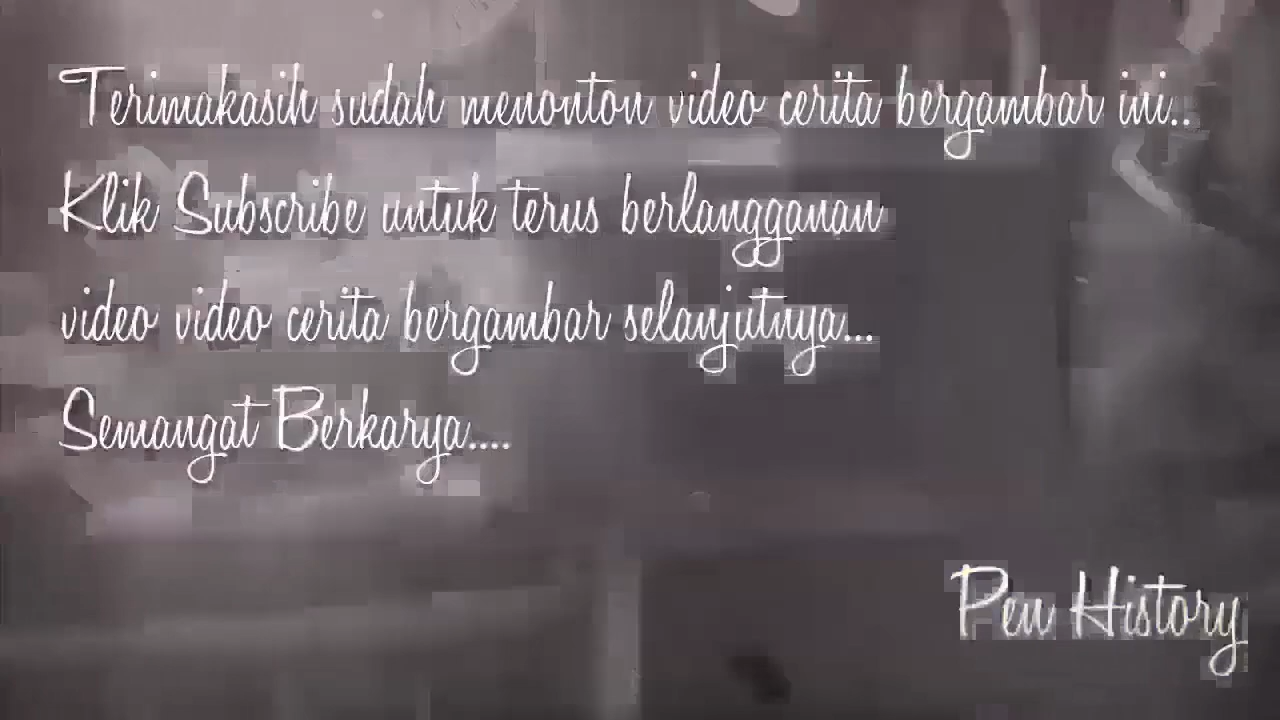 Terimakasih sudah menonton video cerita bergambar ini..
Klik Subscribe untuk terus berlangganan
video video cerita bergambar selanjutnya...
Semangat Berkarya....
Pen History